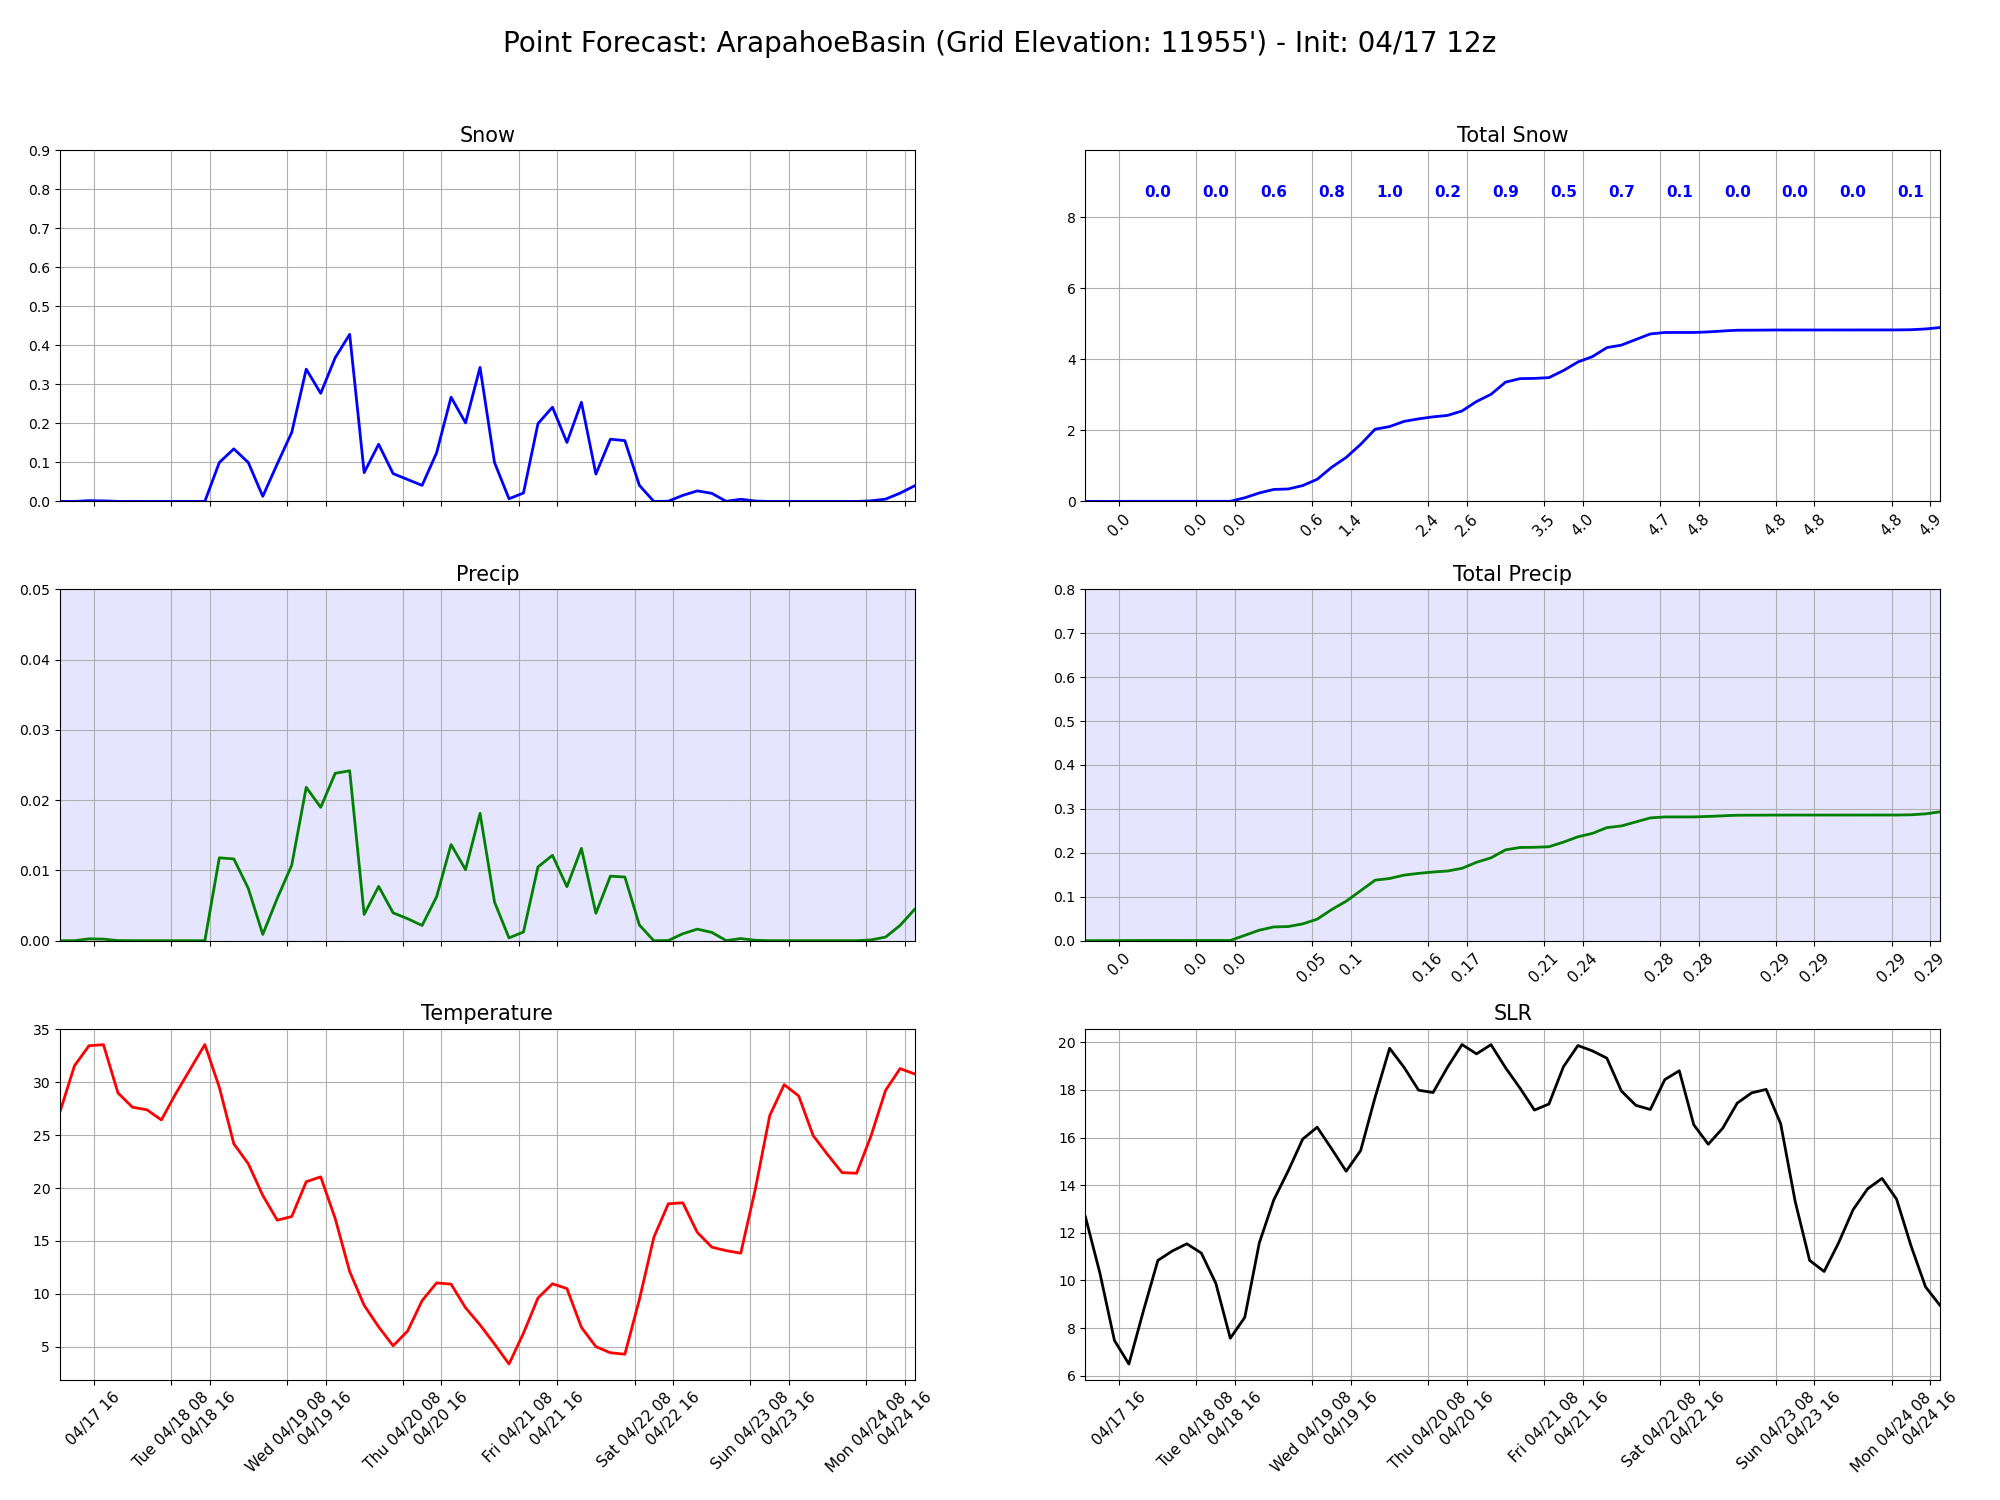 Point Forecast: ArapahoeBasin (Grid Elevation: 11955') - Init: 04/17 12z
Snow
0.9
0.8
0.7
0.6
0.5
0.4
0.3
0.2
0.1
0.0
Total Snow
0.0 0.0 0.6 0.8 1.0 0.2 0.9 0.5 0.7 0.1 0.0 0.0 0.0 0.1
8
6
4
2
0
0.0 0.0 0.0 0.6 1.4 2.4 2.6 3.5 4.0 4.7 4.8 4.8 4.8 4.8 4.9
Precip
0.05
0.04
0.03
0.02
0.01
0.00
Total Precip
0.8
0.7
0.6
0.5
0.4
0.3
0.2
0.1
0.0
0.0 0.0 0.0 0.05 0.1 0.16 0.17 0.21 0.24 0.28 0.28 0.29 0.29 0.29 0.29
Temperature
35
30
25
20
15
10
5
04/17 16
Tue 04/18 08
04/18 16
Wed 04/19 08
04/19 16
Thu 04/20 08
04/20 16
Fri 04/21 08
04/21 16
Sat 04/22 08
04/22 16
Sun 04/23 08
04/23 16
Mon 04/24 08
04/24 16
SLR
20
18
16
14
12
10
8
6
04/17 16
Tue 04/18 08
04/18 16
Wed 04/19 08
04/19 16
Thu 04/20 08
04/20 16
Fri 04/21 08
04/21 16
Sat 04/22 08
04/22 16
Sun 04/23 08
04/23 16
Mon 04/24 08
04/24 16